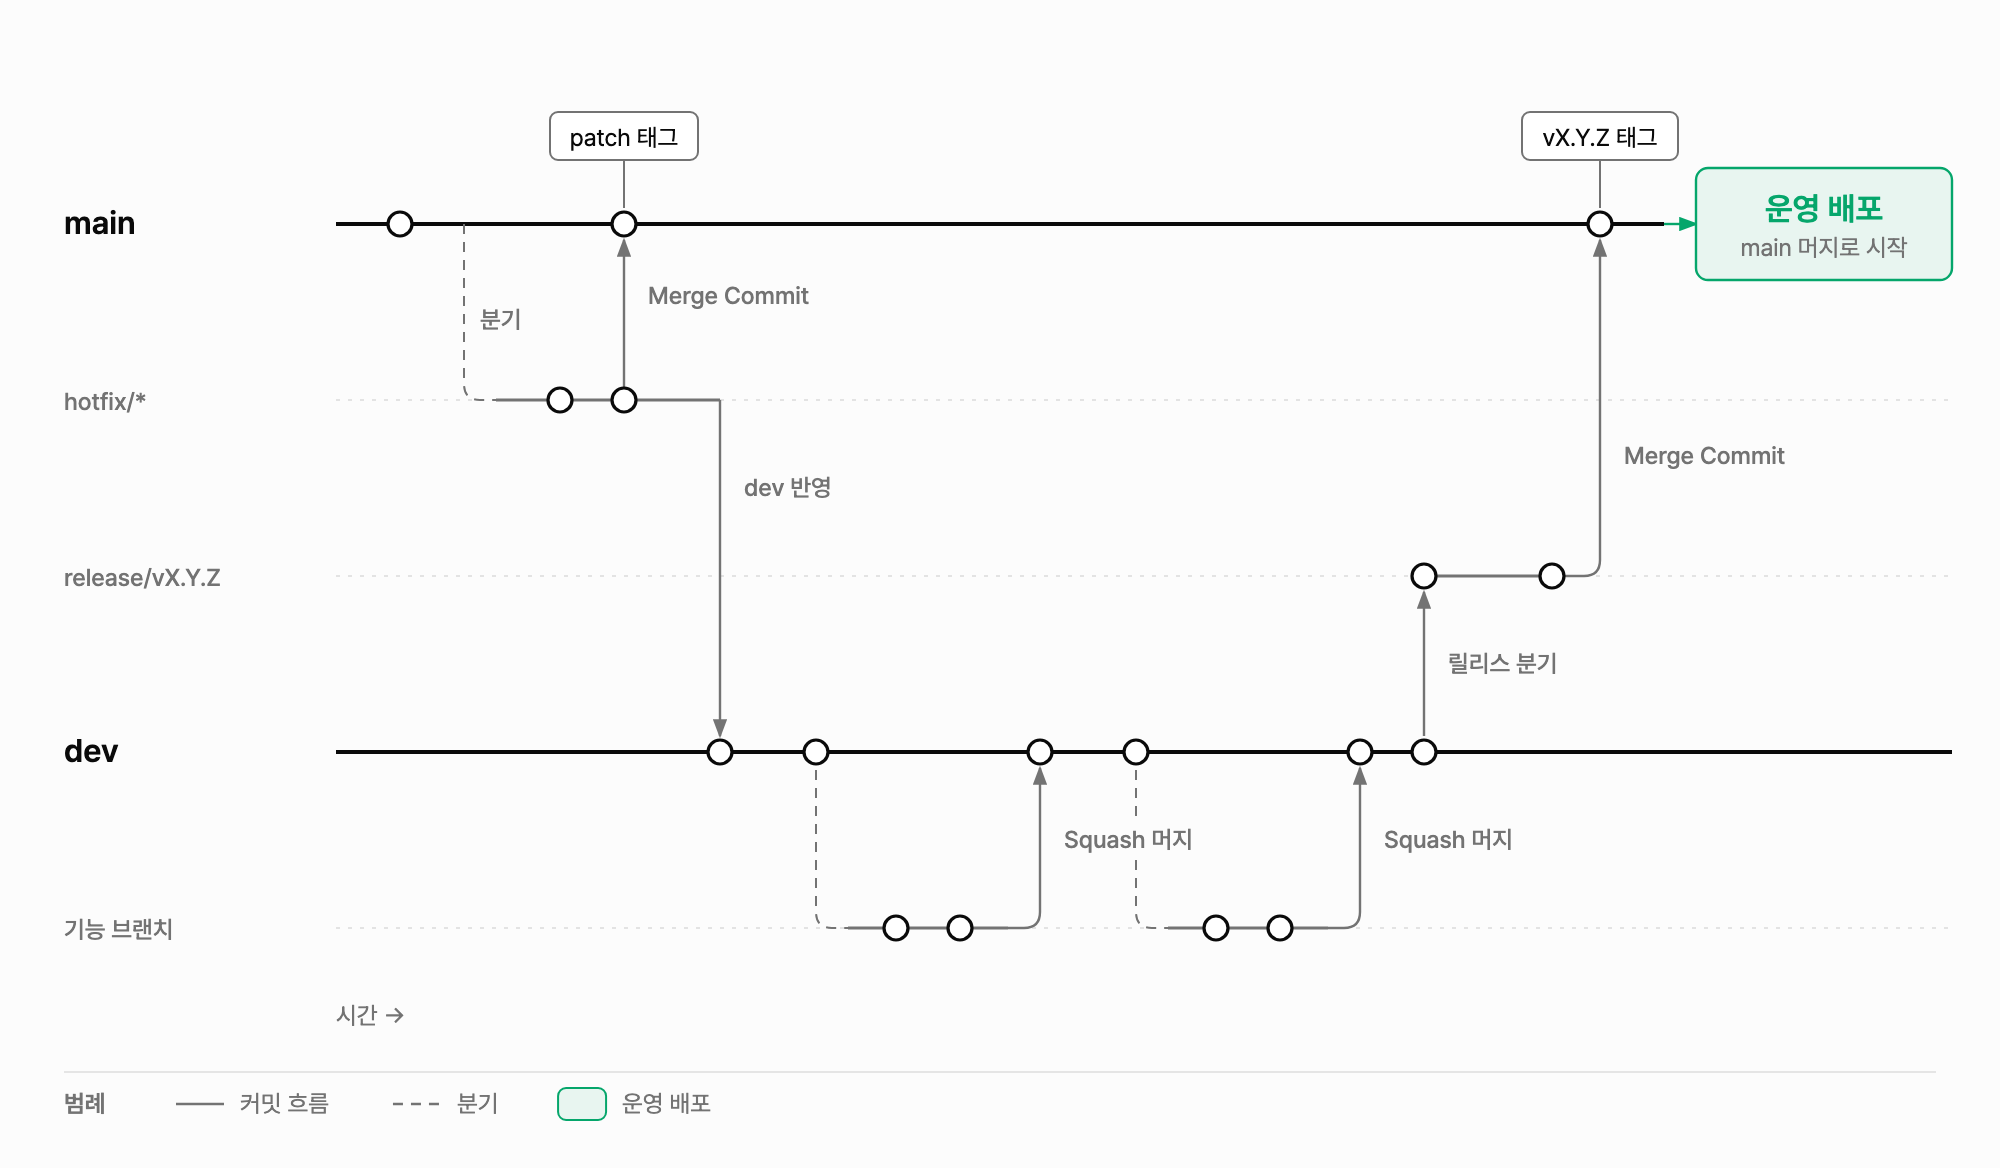 patch 태그
vX.Y.Z 태그
main
운영 배포
main 머지로 시작
Merge Commit
분기
hotfix/*
Merge Commit
dev 반영
release/vX.Y.Z
릴리스 분기
dev
Squash 머지
Squash 머지
기능 브랜치
시간 →
범례
커밋 흐름
분기
운영 배포